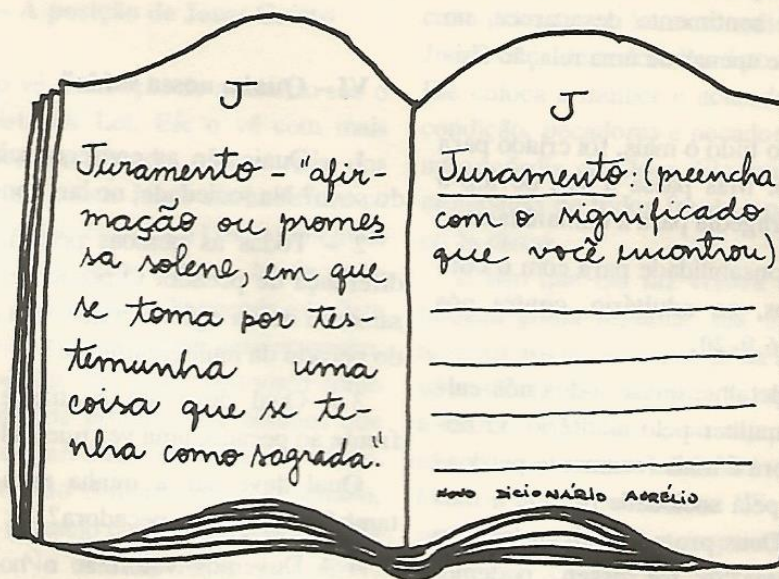 J
Juramento - "afir-
mação ou promes
sa solene, em que
se toma por tes-
temunha uma
coisa que se te-
nha como sagrada."
J
Juramento: (preencha
com o significado
que você encontrou)
NOVO DICIONÁRIO AURÉLIO